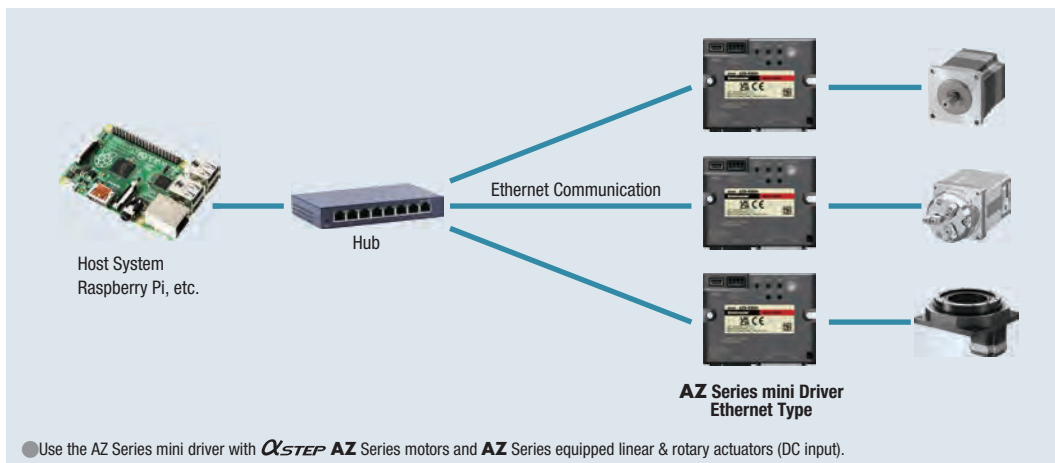 Ethernet Communication
Hub
Host System
Raspberry Pi, etc.
AZ Series mini Driver
Ethernet Type
●Use the AZ Series mini driver with αSTEP AZ Series motors and AZ Series equipped linear & rotary actuators (DC input).